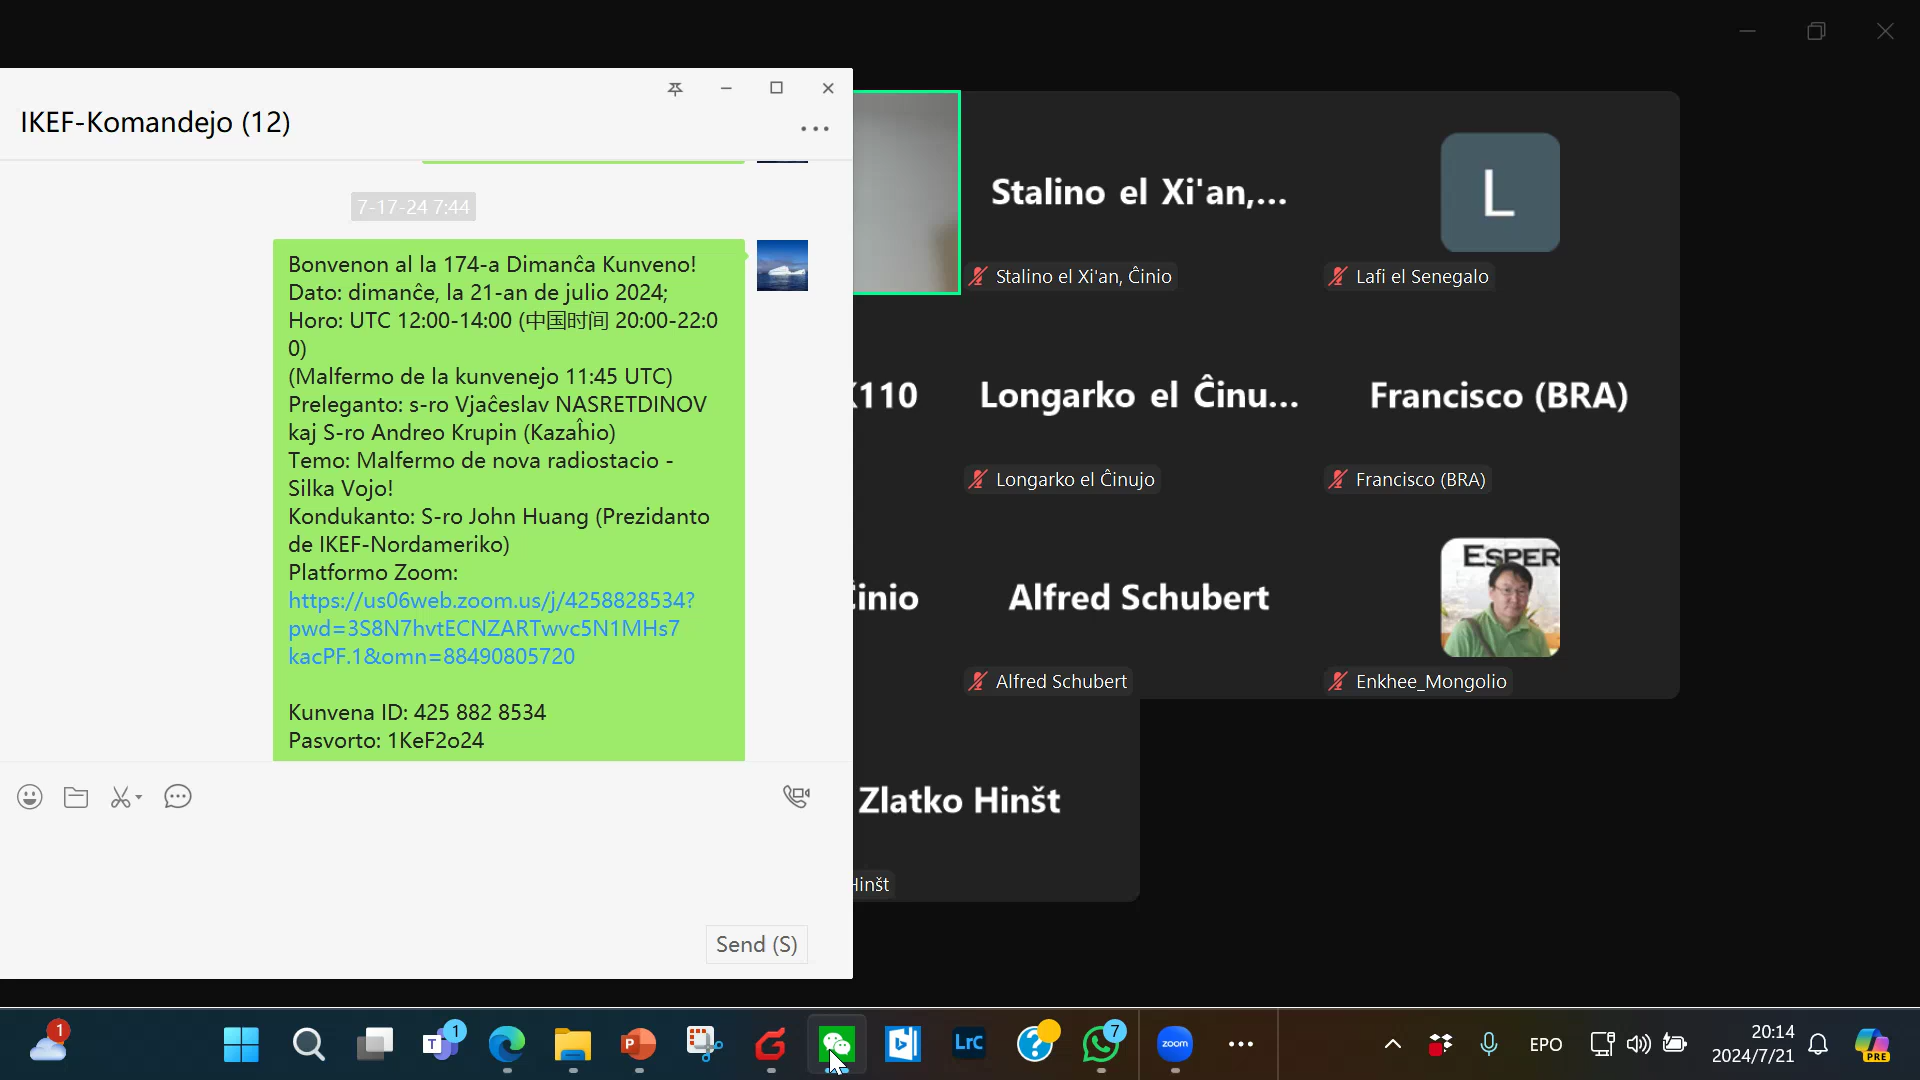 IKEF-Komandejo (12)
7-17-24 7:44
Bonvenon al la 174-a Dimanĉa Kunveno!
Dato: dimanĉe, la 21-an de julio 2024;
Horo: UTC 12:00-14:00 (中国时间 20:00-22:0
0)
(Malfermo de la kunvenejo 11:45 UTC)
Preleganto: s-ro Vjaĉeslav NASRETDINOV
kaj S-ro Andreo Krupin (Kazaĥio)
Temo: Malfermo de nova radiostacio -
Silka Vojo!
Kondukanto: S-ro John Huang (Prezidanto
de IKEF-Nordameriko)
Platformo Zoom:
https://us06web.zoom.us/j/4258828534?
pwd=3S8N7hvtECNZARTwvc5N1MHs7
kacPF.1&omn=88490805720
Kunvena ID: 425 882 8534
Pasvorto: 1KeF2o24
Send (S)
Stalino el Xi'an,...
L
Stalino el Xi'an, Ĉinio
Lafi el Senegalo
110
Longarko el Ĉinu...
Francisco (BRA)
Longarko el Ĉinujo
Francisco (BRA)
inio
Alfred Schubert
ESPER
Alfred Schubert
Enkhee_Mongolio
Zlatko Hinšt
Hinšt
1
T
1
P
LrC
?
7
zoom
EPO
20:14
2024/7/21
PRE